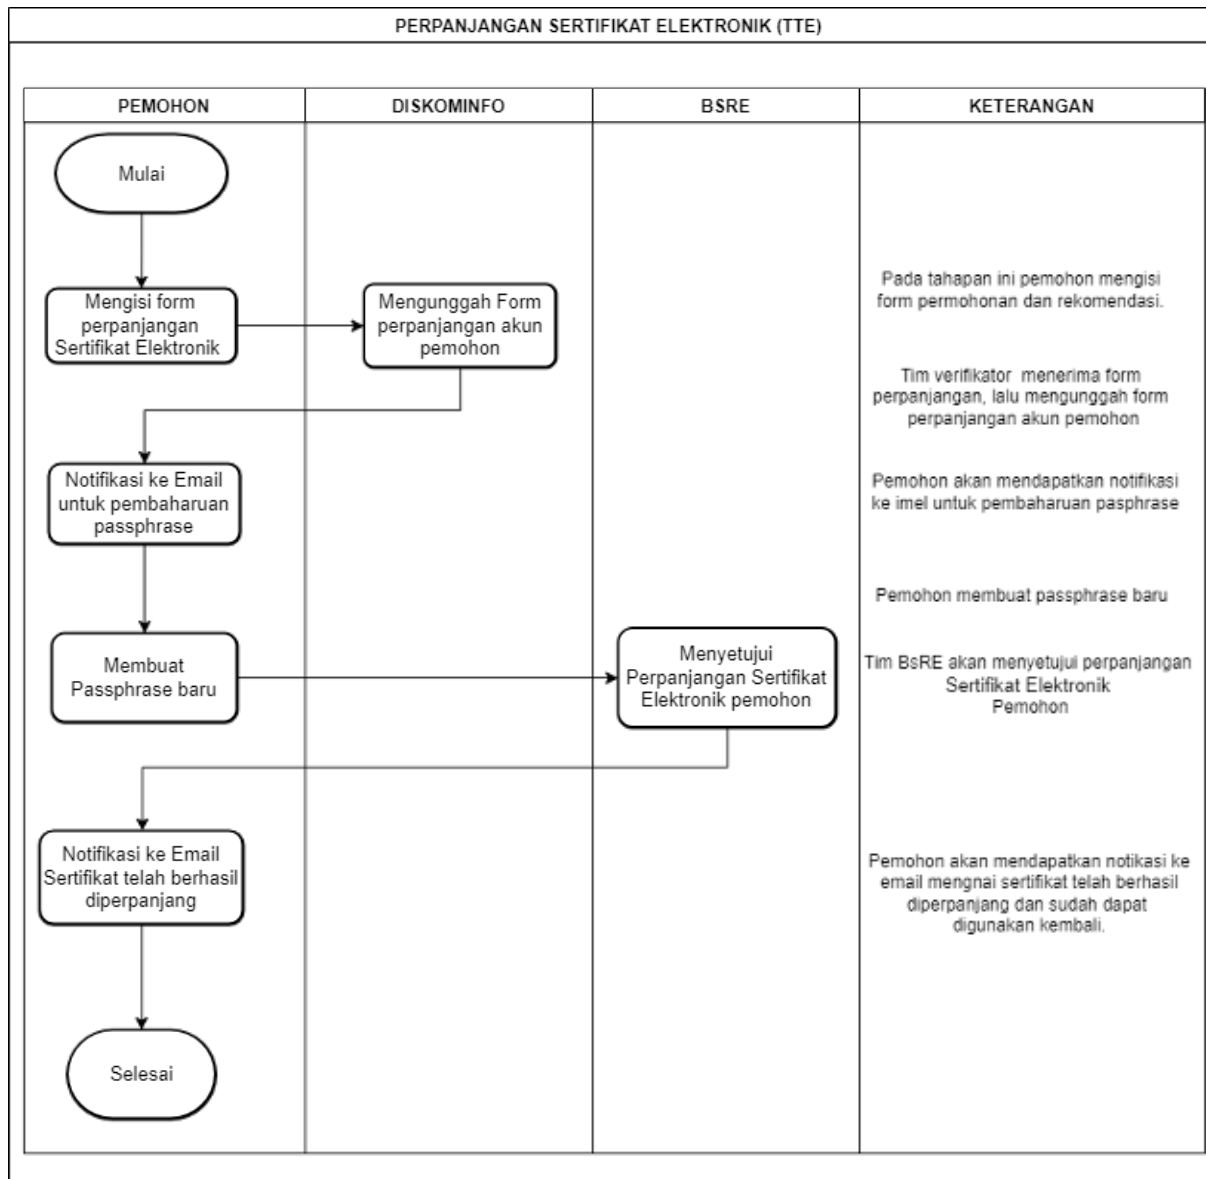 PERPANJANGAN SERTIFIKAT ELEKTRONIK (TTE)
PEMOHON
DISKOMINFO
BSRE
KETERANGAN
Mulai
Mengisi form
perpanjangan
Sertifikat Elektronik
Mengunggah Form
perpanjangan akun
pemohon
Pada tahapan ini pemohon mengisi
form permohonan dan rekomendasi.
Tim verifikator menerima form
perpanjangan, lalu mengunggah form
perpanjangan akun pemohon
Notifikasi ke Email
untuk pembaharuan
passphrase
Pemohon akan mendapatkan notifikasi
ke imel untuk pembaharuan pasphrase
Pemohon membuat passphrase baru
Membuat
Passphrase baru
Menyetujui
Perpanjangan Sertifikat
Elektronik pemohon
Tim BsRE akan menyetujui perpanjangan
Sertifikat Elektronik
Pemohon
Notifikasi ke Email
Sertifikat telah berhasil
diperpanjang
Pemohon akan mendapatkan notikasi ke
email mengnai sertifikat telah berhasil
diperpanjang dan sudah dapat
digunakan kembali.
Selesai